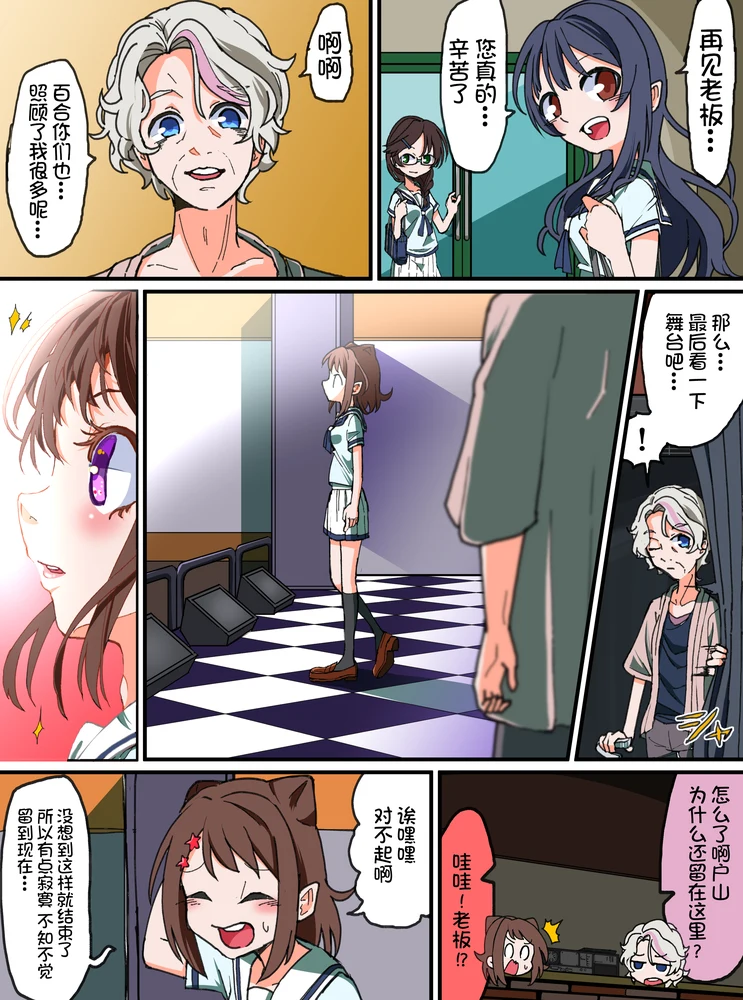 再见老板…
您真的…
辛苦了
啊啊
百合你们也…
照顾了我很多呢…
那么…
最后看一下
舞台吧…
！
ジャ
怎么了啊户山
为什么还留在这里？
哇哇！老板！？
诶嘿嘿
对不起啊
没想到这样就结束了
所以有点寂寞 不知不觉
留到现在…